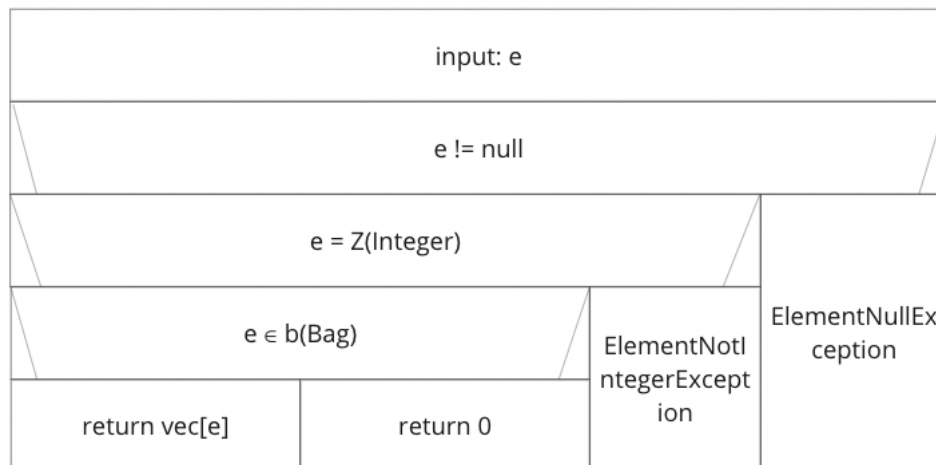 input: e
e != null
e = Z(Integer)
e ∈ b(Bag)
return vec[e]
return 0
ElementNotI
ntegerExcept
ion
ElementNullEx
ception